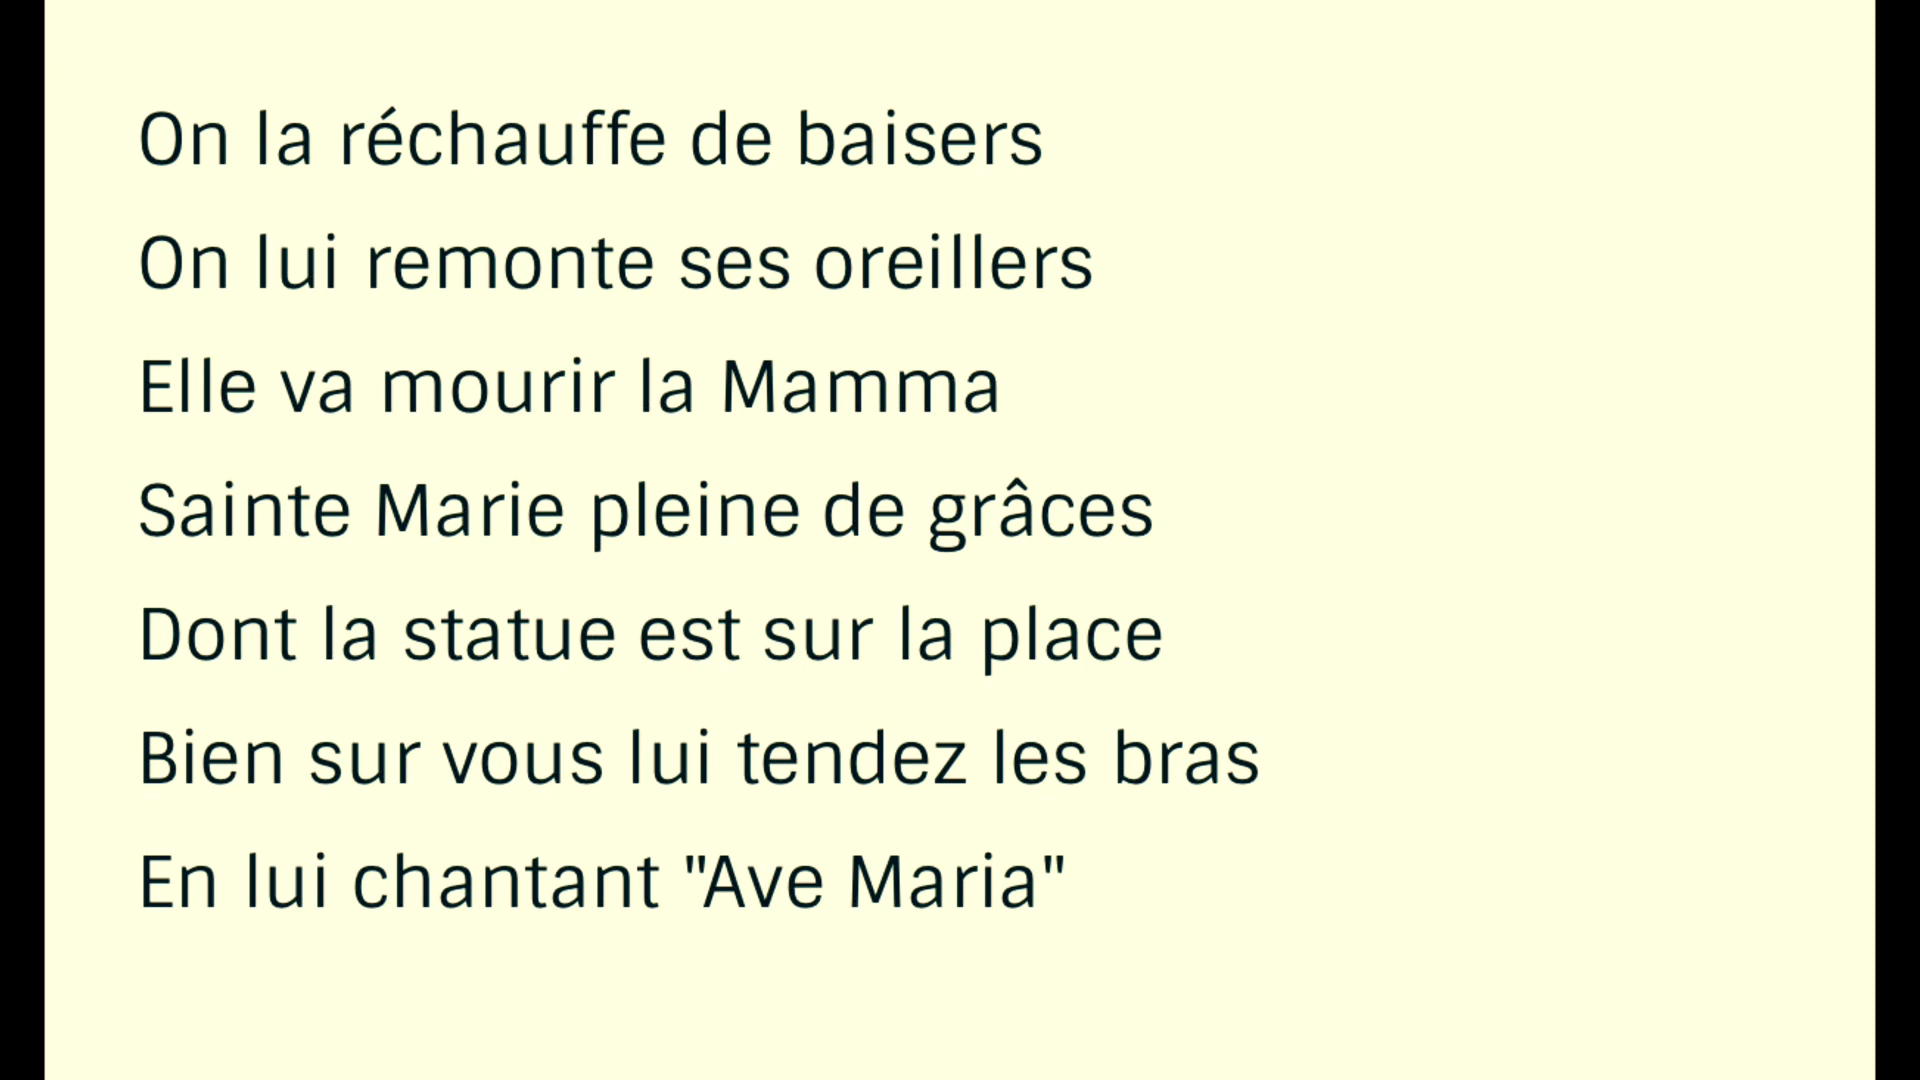 On la réchauffe de baisers
On lui remonte ses oreillers
Elle va mourir la Mamma
Sainte Marie pleine de grâces
Dont la statue est sur la place
Bien sur vous lui tendez les bras
En lui chantant "Ave Maria"